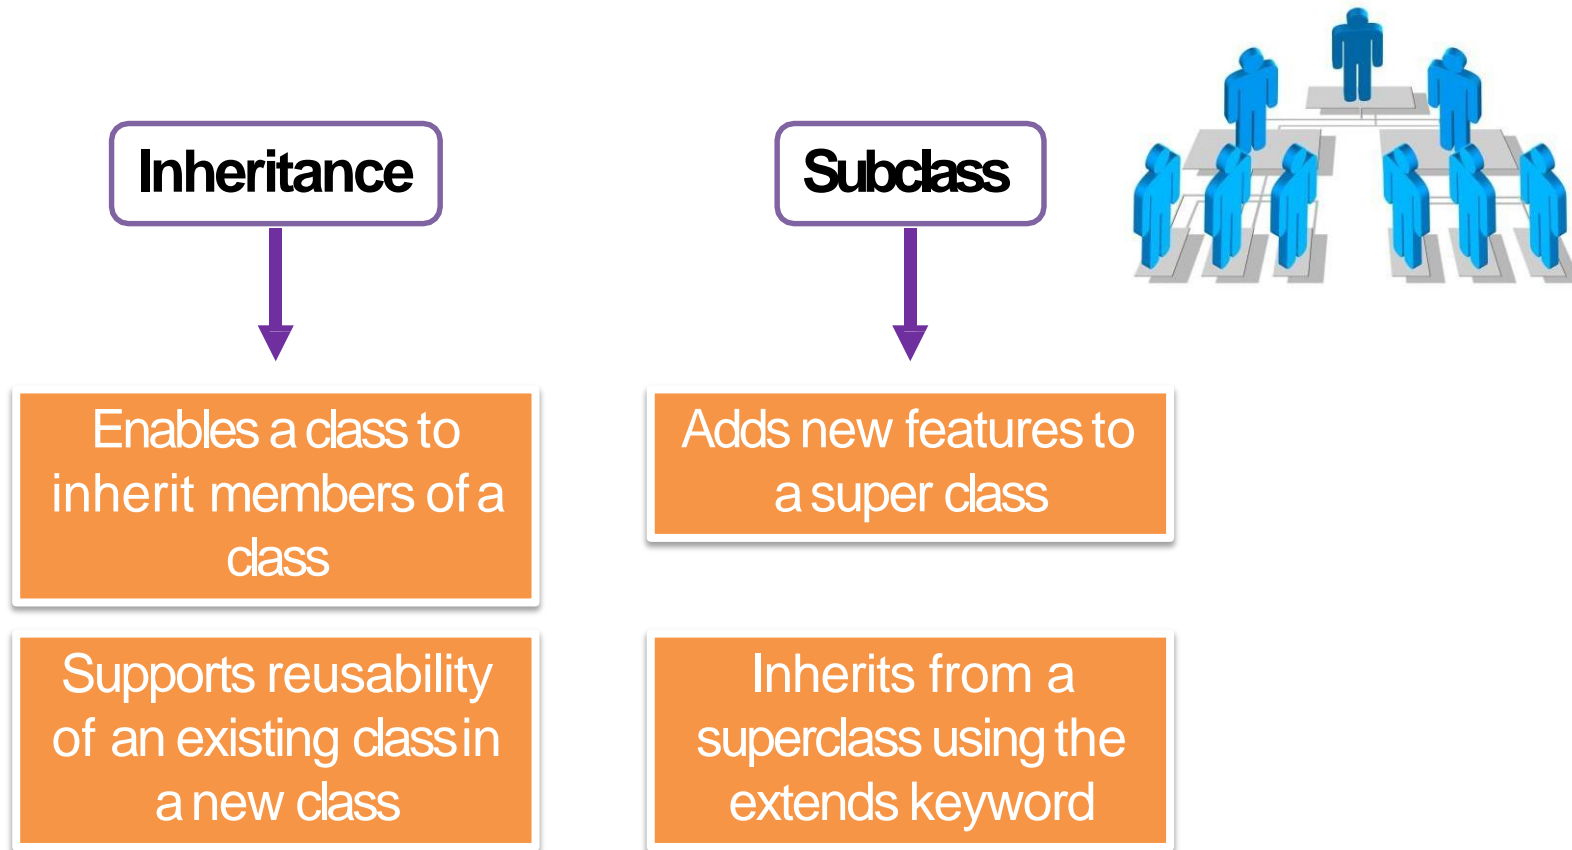 Inheritance
Enables a class to
inherit members of a
class
Supports reusability
of an existing class in
a new class
Subclass
Adds new features to
a super class
Inherits from a
superclass using the
extends keyword